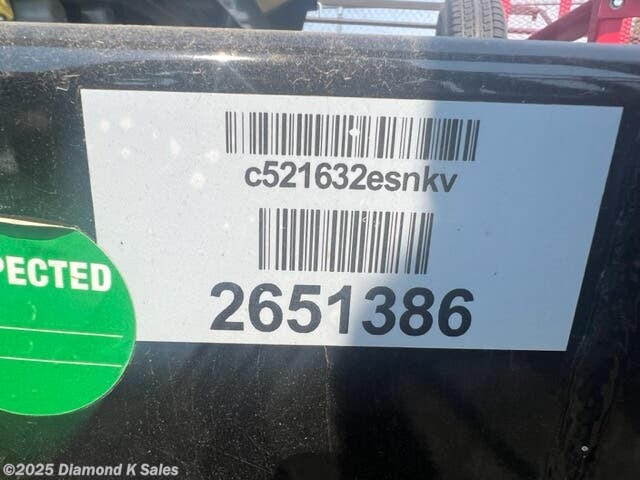 c521632esnkv
2651386
PECTED
©2025 Diamond K Sales